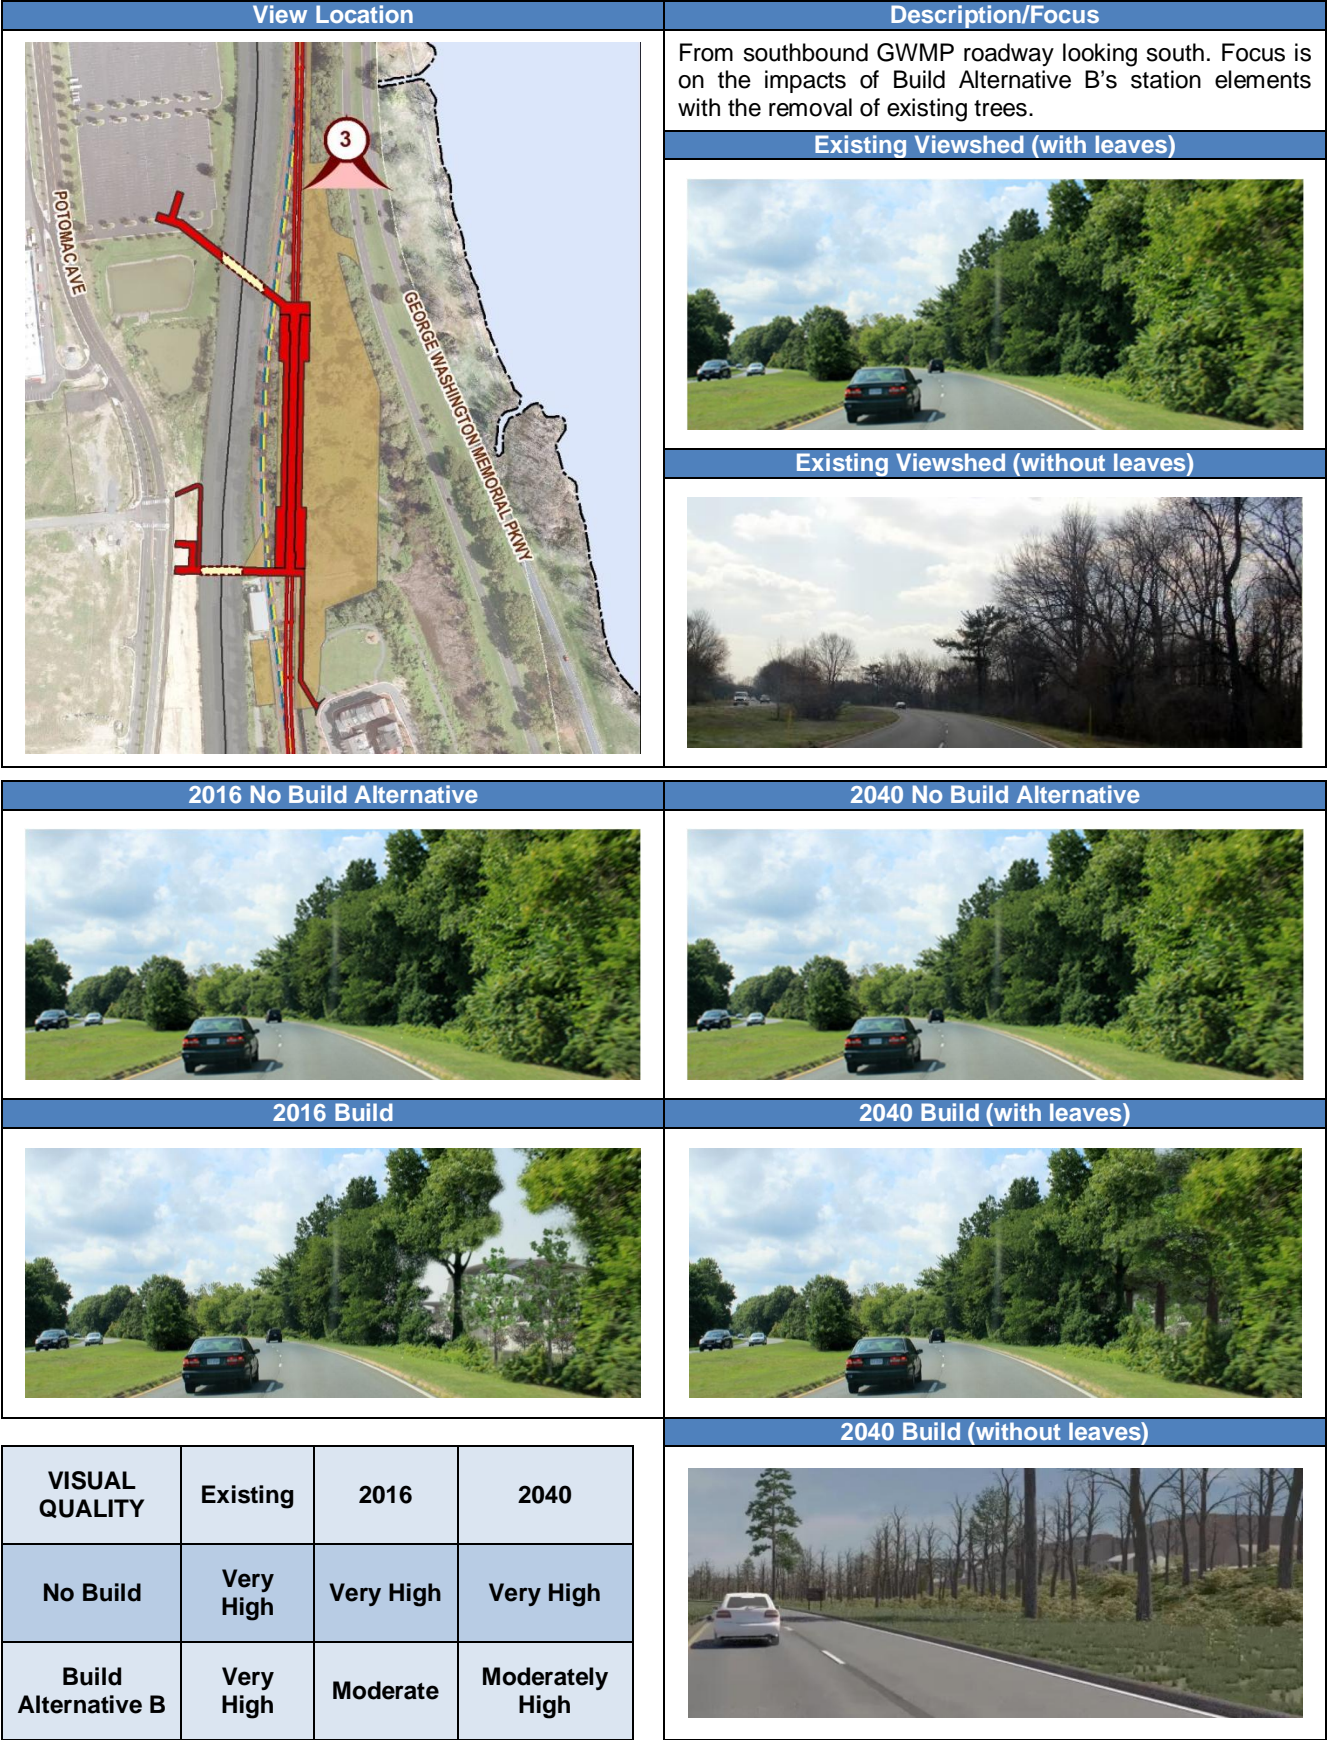 View Location
Description/Focus
From southbound GWMP roadway looking south. Focus is
on the impacts of Build Alternative B's station elements
with the removal of existing trees.
3
POTOMAC AVE
GEORGE WASHINGTON MEMORIAL PKWY
Existing Viewshed (with leaves)
Existing Viewshed (without leaves)
2016 No Build Alternative
2040 No Build Alternative
2016 Build
2040 Build (with leaves)
2040 Build (without leaves)
VISUAL
QUALITY
Existing
2016
2040
No Build
Very
High
Very High
Very High
Build
Alternative B
Very
High
Moderate
Moderately
High